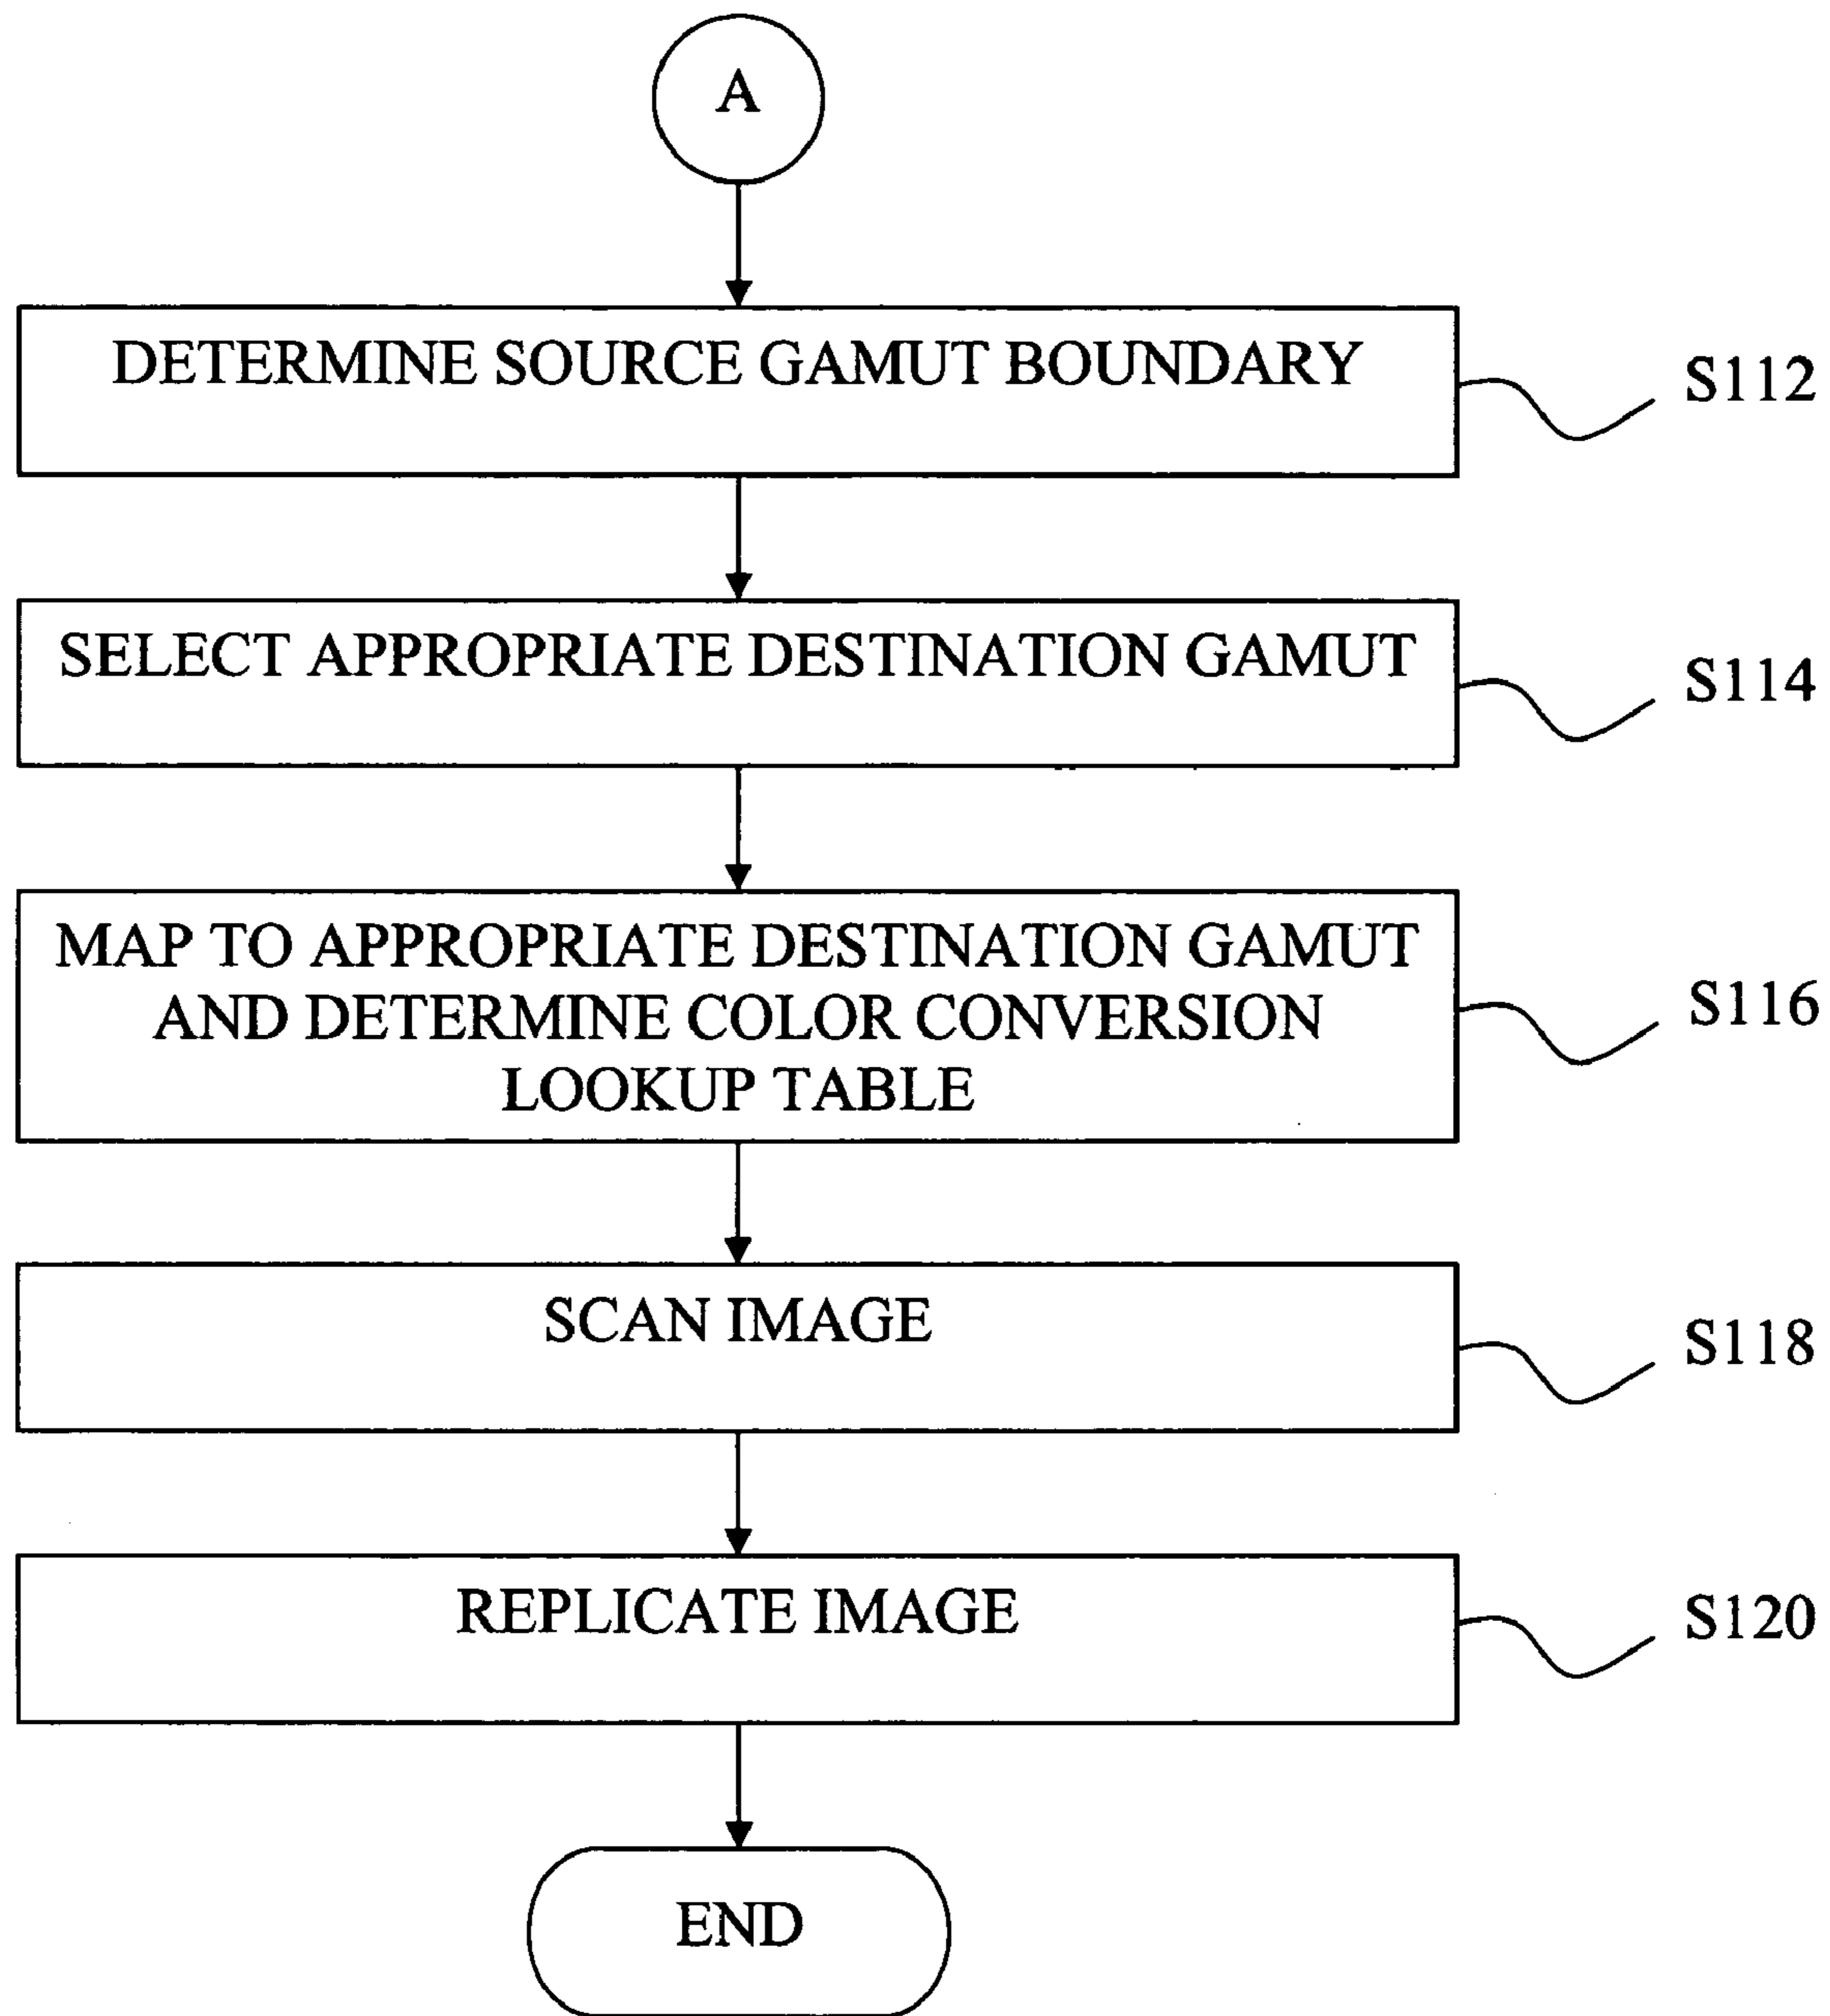 A
DETERMINE SOURCE GAMUT BOUNDARY
S112
SELECT APPROPRIATE DESTINATION GAMUT
S114
MAP TO APPROPRIATE DESTINATION GAMUT
AND DETERMINE COLOR CONVERSION
LOOKUP TABLE
S116
SCAN IMAGE
S118
REPLICATE IMAGE
S120
END